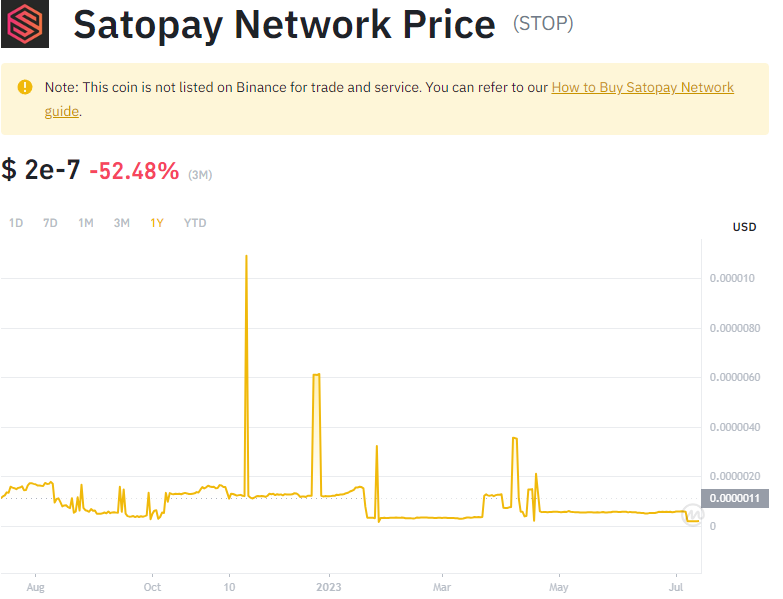 Satopay Network Price (STOP)
Note: This coin is not listed on Binance for trade and service. You can refer to our How to Buy Satopay Network
guide.
$ 2e-7 -52.48% (3M)
1D 7D 1M 3M 1Y YTD
USD
0.000010
0.0000080
0.0000060
0.0000040
0.0000020
0.0000011
0
Aug Oct 10 2023 Mar May Jul